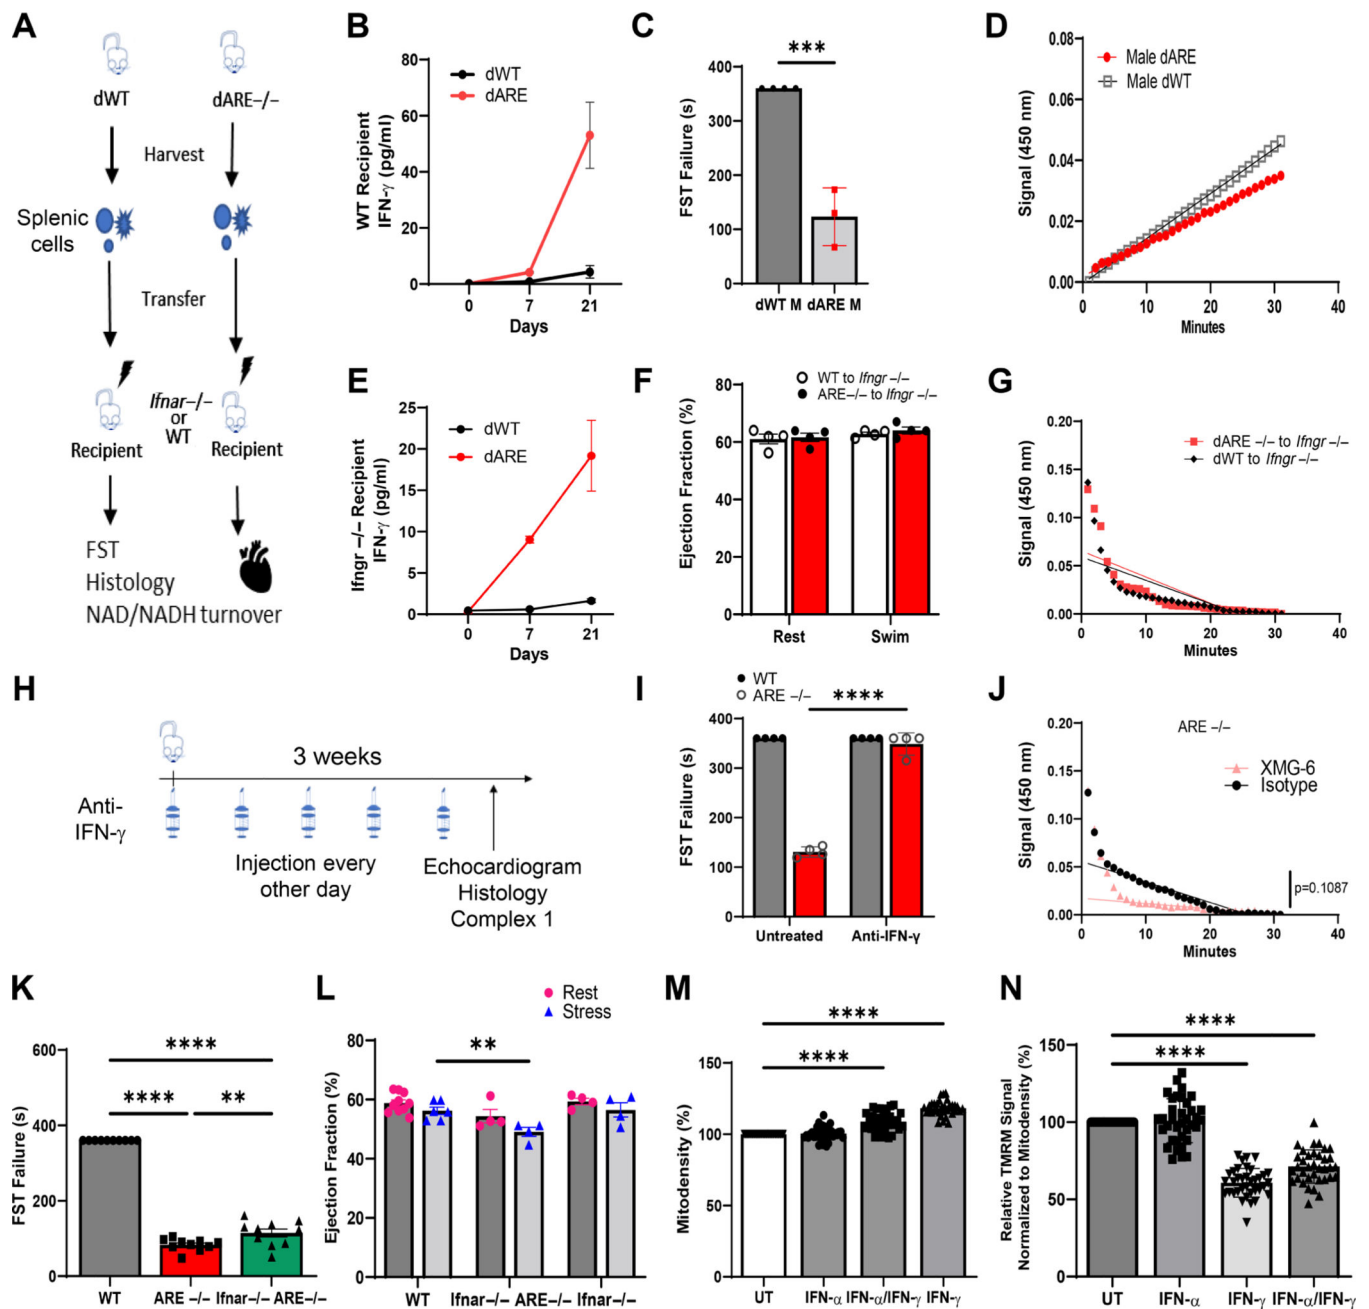 A
dWT
dARE−/−
Harvest
Splenic
cells
Transfer
Ifnar−/−
or
WT
Recipient
Recipient
FST
Histology
NAD/NADH turnover
B
WT Recipient
IFN-γ (pg/ml)
80
60
40
20
0
dWT
dARE
0 7 21
Days
C
***
FST Failure (s)
400
300
200
100
0
dWT M dARE M
D
Signal (450 nm)
0.08
0.06
0.04
0.02
0.00
Male dARE
Male dWT
0 10 20 30 40
Minutes
E
Ifngr −/− Recipient
IFN-γ (pg/ml)
25
20
15
10
5
0
dWT
dARE
0 7 21
Days
F
WT to Ifngr −/−
ARE−/− to Ifngr −/−
Ejection Fraction (%)
80
60
40
20
0
Rest Swim
G
Signal (450 nm)
0.20
0.15
0.10
0.05
0.00
dARE −/− to Ifngr −/−
dWT to Ifngr −/−
0 10 20 30 40
Minutes
H
3 weeks
Anti-
IFN-γ
Injection every
other day
Echocardiogram
Histology
Complex 1
I
WT
ARE −/−
****
FST Failure (s)
400
300
200
100
0
Untreated Anti-IFN-γ
J
ARE −/−
XMG-6
Isotype
Signal (450 nm)
0.20
0.15
0.10
0.05
0.00
p=0.1087
0 10 20 30 40
Minutes
K
FST Failure (s)
600
400
200
0
****
**** **
WT ARE −/− Ifnar−/− ARE−/−
L
Rest
Stress
**
Ejection Fraction (%)
80
60
40
20
0
WT Ifnar−/− ARE−/− Ifnar−/−
M
****
****
Mitodensity (%)
150
100
50
0
UT IFN-α IFN-α/IFN-γ IFN-γ
N
****
****
Relative TMRM Signal
Normalized to Mitodensity (%)
150
100
50
0
UT IFN-α IFN-γ IFN-α/IFN-γ